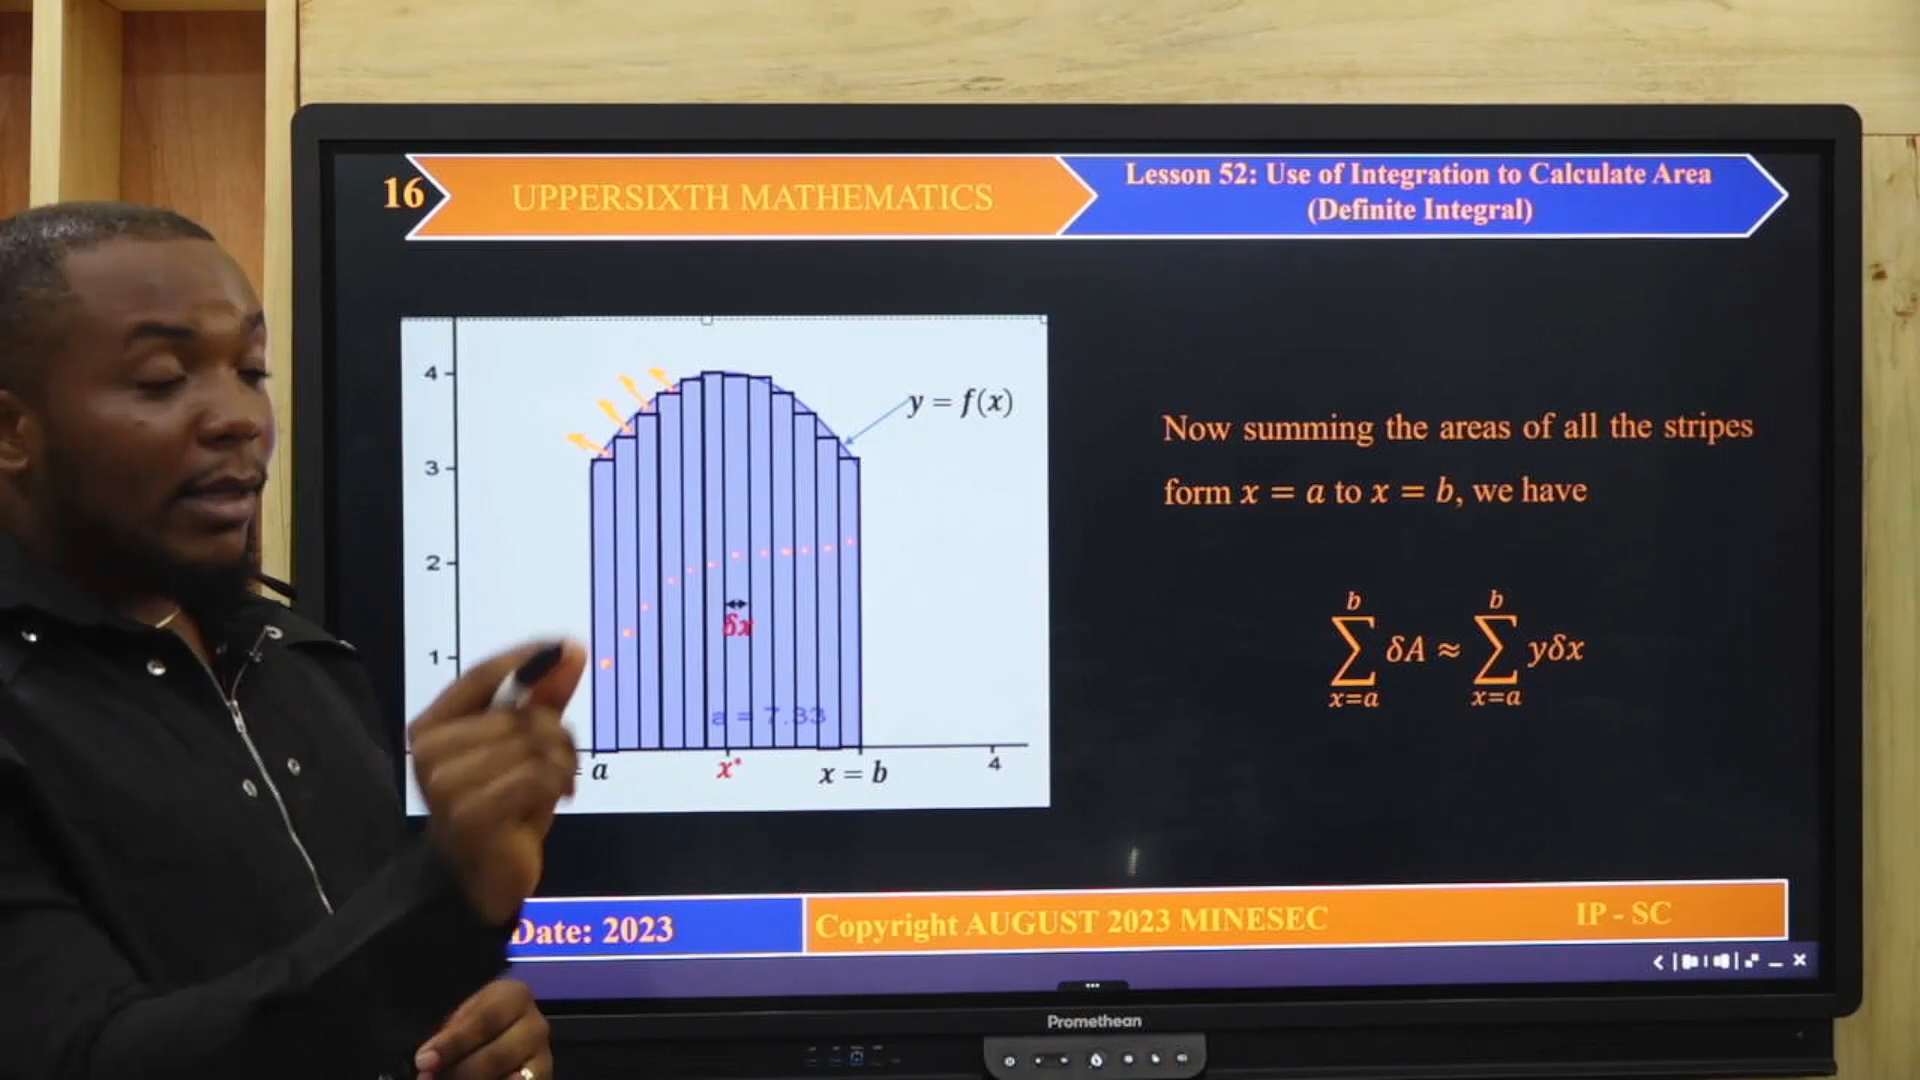 16
UPPERSIXTH MATHEMATICS
Lesson 52: Use of Integration to Calculate Area
(Definite Integral)
4
3
2
1
y = f(x)
δx
a = 7.33
= a
x*
x = b
4
Now summing the areas of all the stripes
form x = a to x = b, we have
b b
∑ δA ≈ ∑ yδx
x=a x=a
Date: 2023
Copyright AUGUST 2023 MINESEC
IP - SC
Promethean